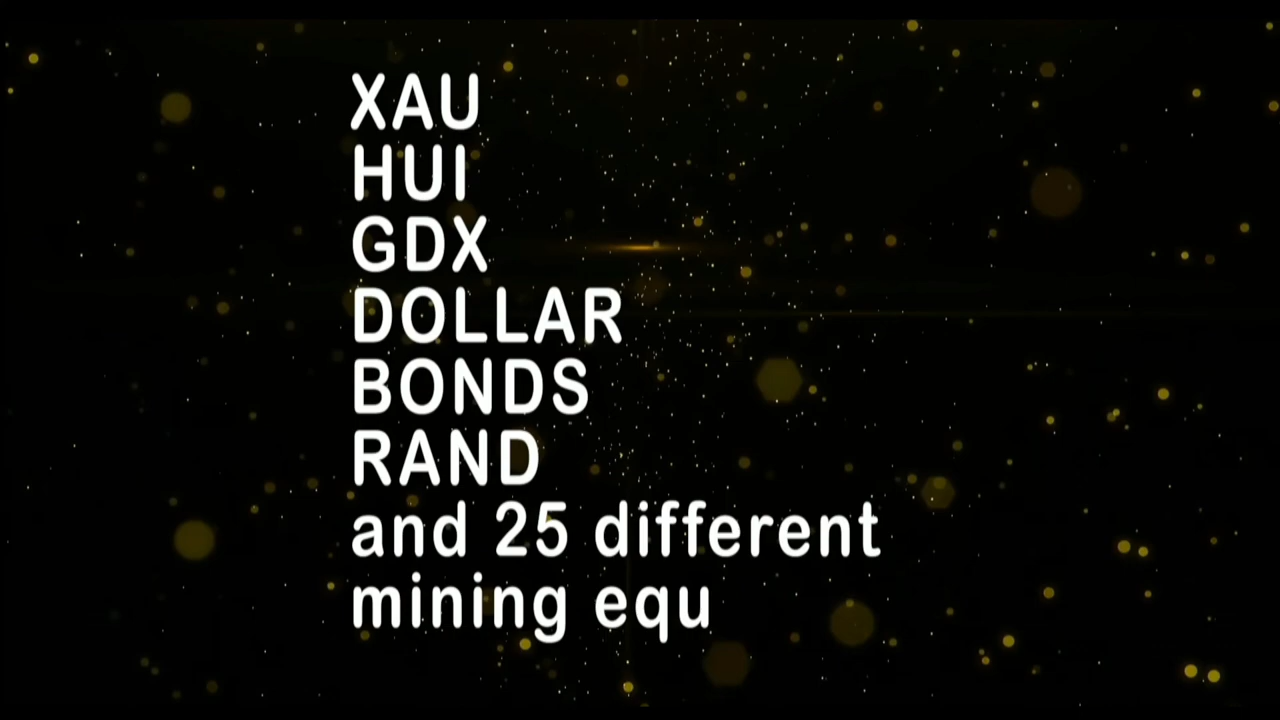 XAU
HUI
GDX
DOLLAR
BONDS
RAND
and 25 different
mining equ